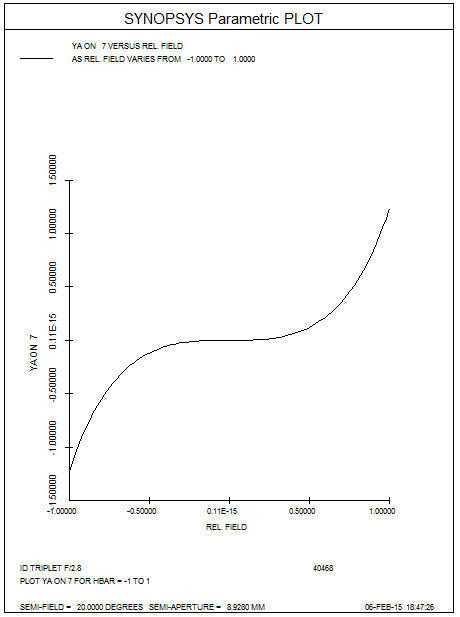 SYNOPSYS Parametric PLOT
YA ON 7 VERSUS REL. FIELD
AS REL. FIELD VARIES FROM -1.0000 TO 1.0000
1.50000
1.00000
0.50000
0.11E-15
-0.50000
-1.00000
-1.50000
YA ON 7
-1.00000 -0.50000 0.11E-15 0.50000 1.00000
REL. FIELD
ID TRIPLET F/2.8 40468
PLOT YA ON 7 FOR HBAR = -1 TO 1
SEMI-FIELD = 20.0000 DEGREES SEMI-APERTURE = 8.9280 MM 06-FEB-15 18:47:26